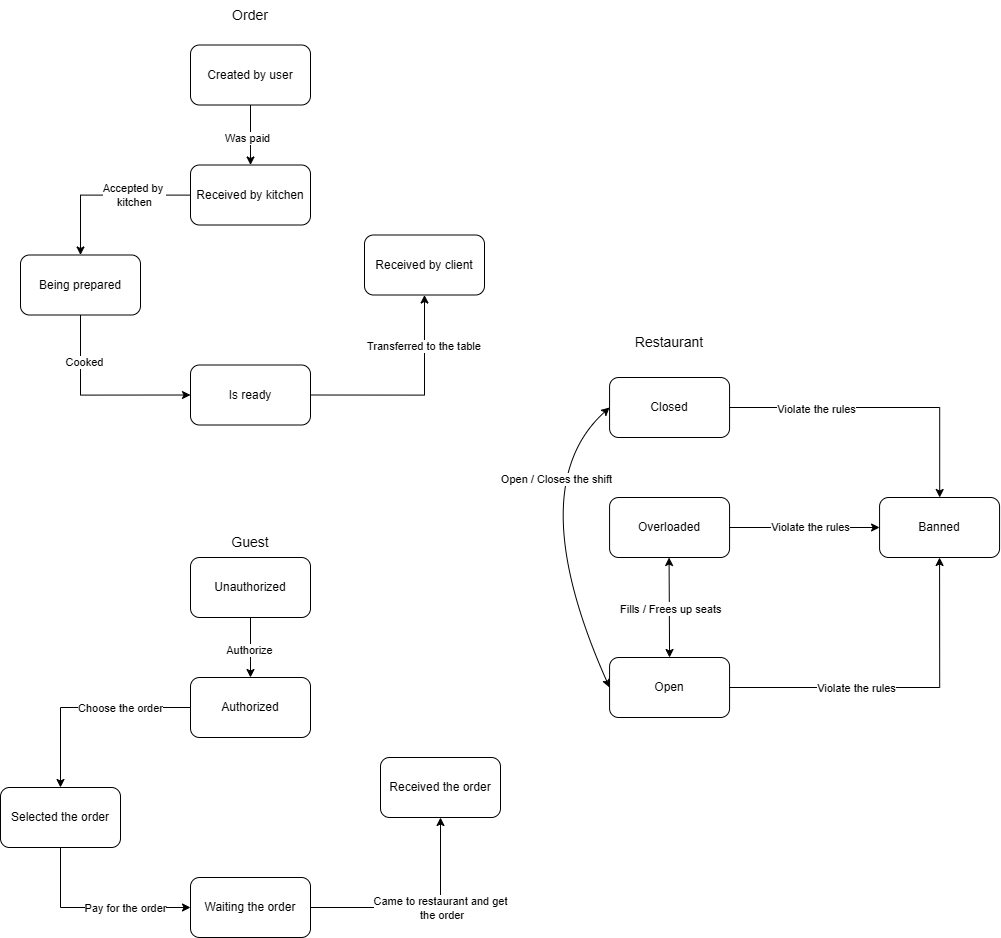 Order
Created by user
Was paid
Received by kitchen
Accepted by
kitchen
Being prepared
Received by client
Transferred to the table
Cooked
Is ready
Restaurant
Closed
Violate the rules
Open / Closes the shift
Overloaded
Violate the rules
Banned
Fills / Frees up seats
Open
Violate the rules
Guest
Unauthorized
Authorize
Authorized
Choose the order
Selected the order
Received the order
Pay for the order
Waiting the order
Came to restaurant and get
the order